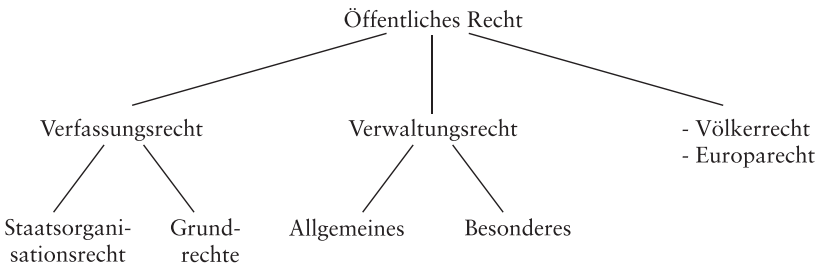 Öffentliches Recht
Verfassungsrecht
Verwaltungsrecht
- Völkerrecht
- Europarecht
Staatsorgani-
sationsrecht
Grund-
rechte
Allgemeines
Besonderes